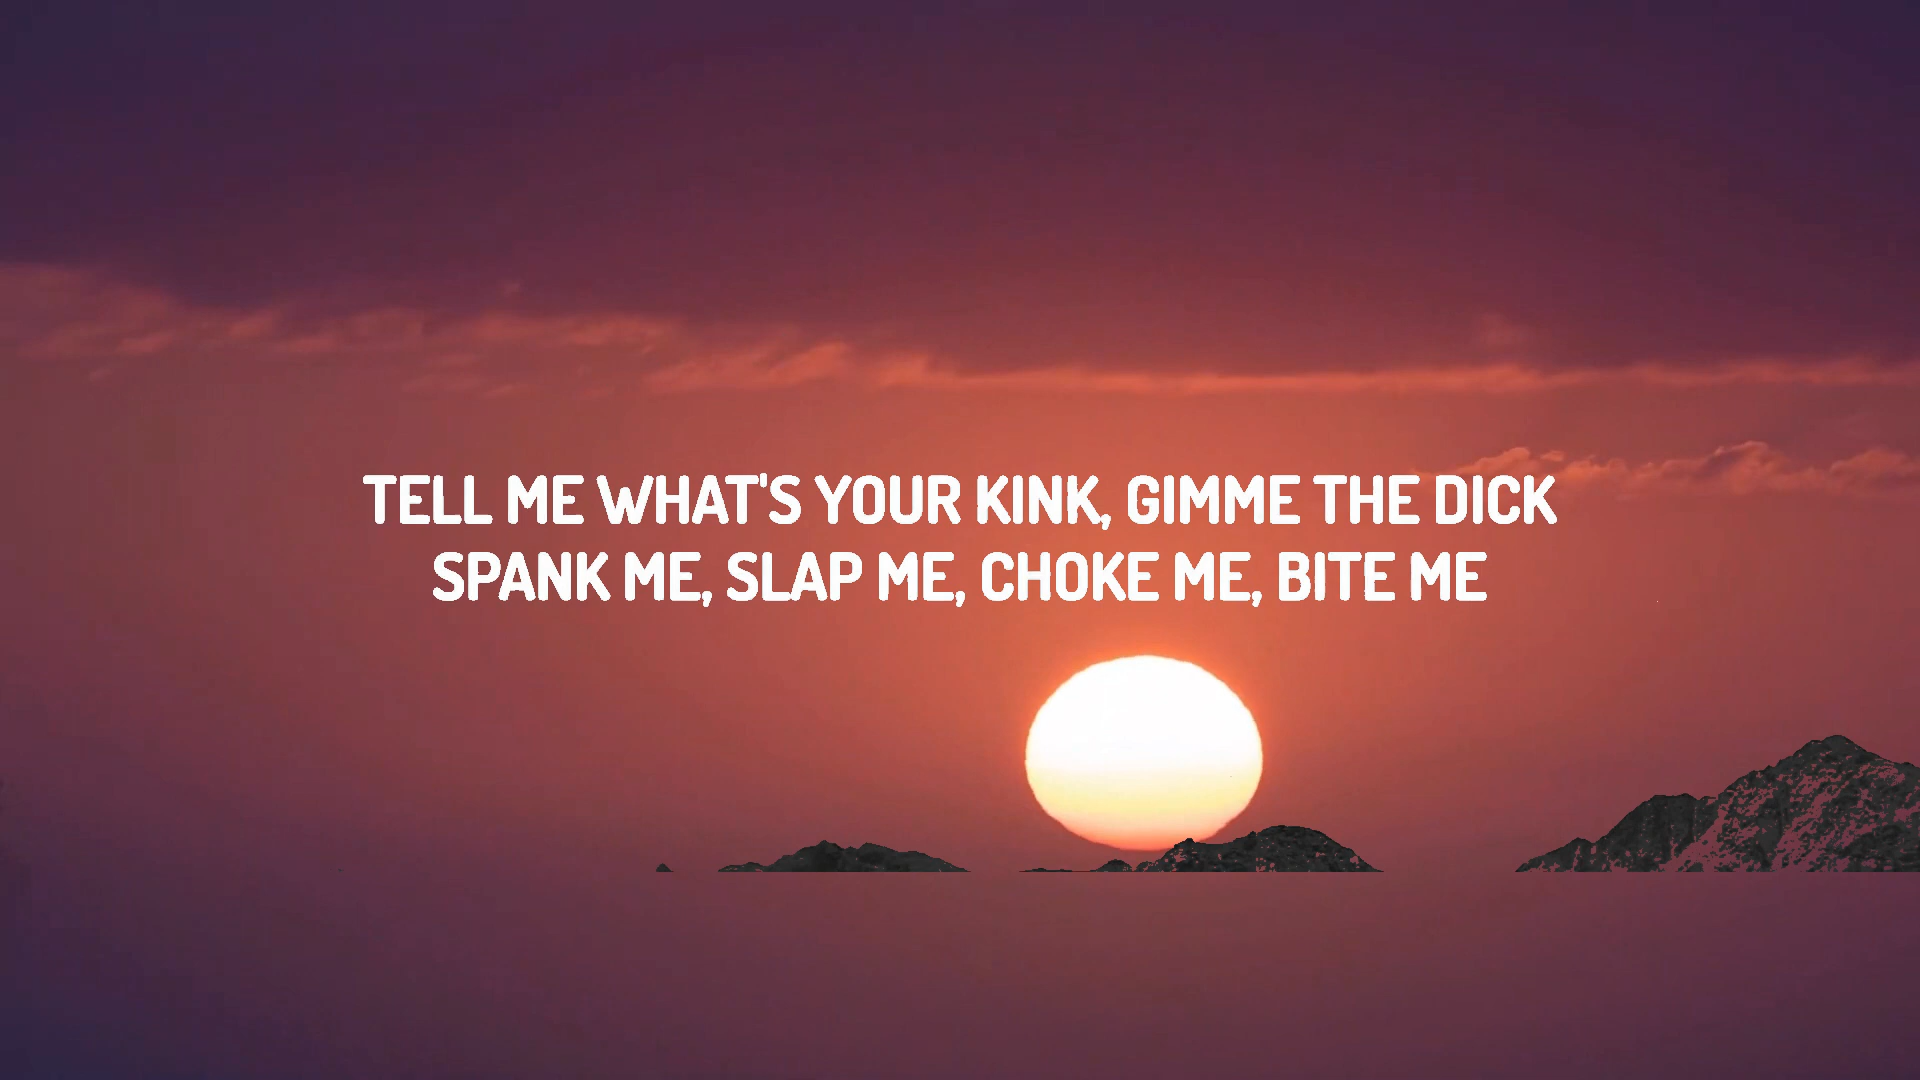 TELL ME WHAT'S YOUR KINK, GIMME THE DICK
SPANK ME, SLAP ME, CHOKE ME, BITE ME